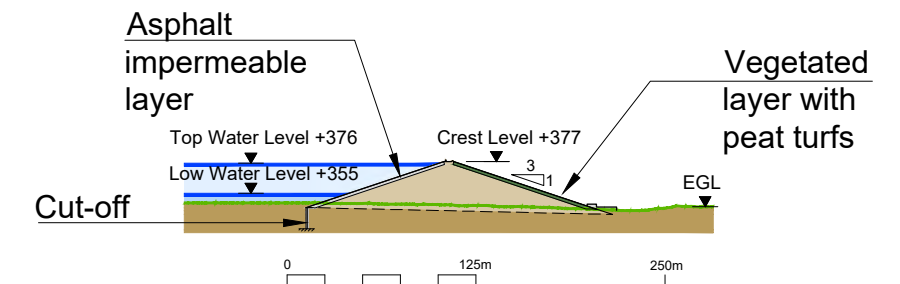 Asphalt
impermeable
layer
Vegetated
layer with
peat turfs
Top Water Level +376
Crest Level +377
3
1
Low Water Level +355
EGL
Cut-off
0
125m
250m